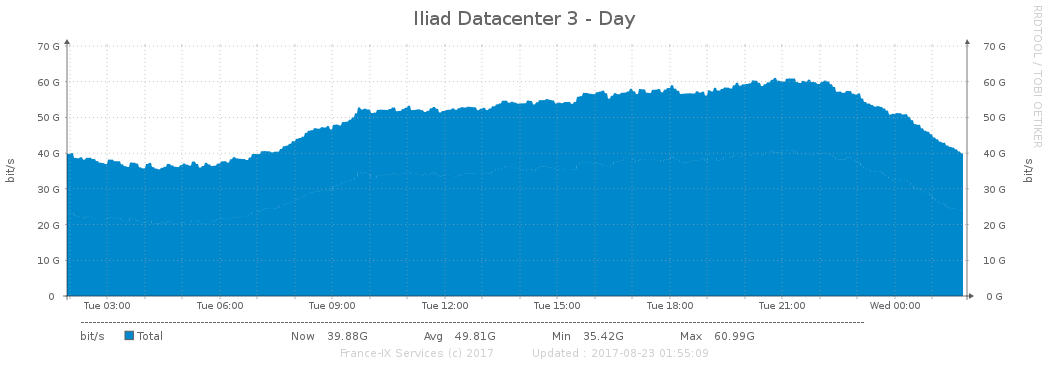 Iliad Datacenter 3 - Day
RRDTOOL / TOBI OETIKER
bit/s
70 G
60 G
50 G
40 G
30 G
20 G
10 G
0
70 G
60 G
50 G
40 G
30 G
20 G
10 G
0 G
bit/s
Tue 03:00 Tue 06:00 Tue 09:00 Tue 12:00 Tue 15:00 Tue 18:00 Tue 21:00 Wed 00:00
bit/s Total Now 39.88G Avg 49.81G Min 35.42G Max 60.99G
France-IX Services (c) 2017 Updated : 2017-08-23 01:55:09